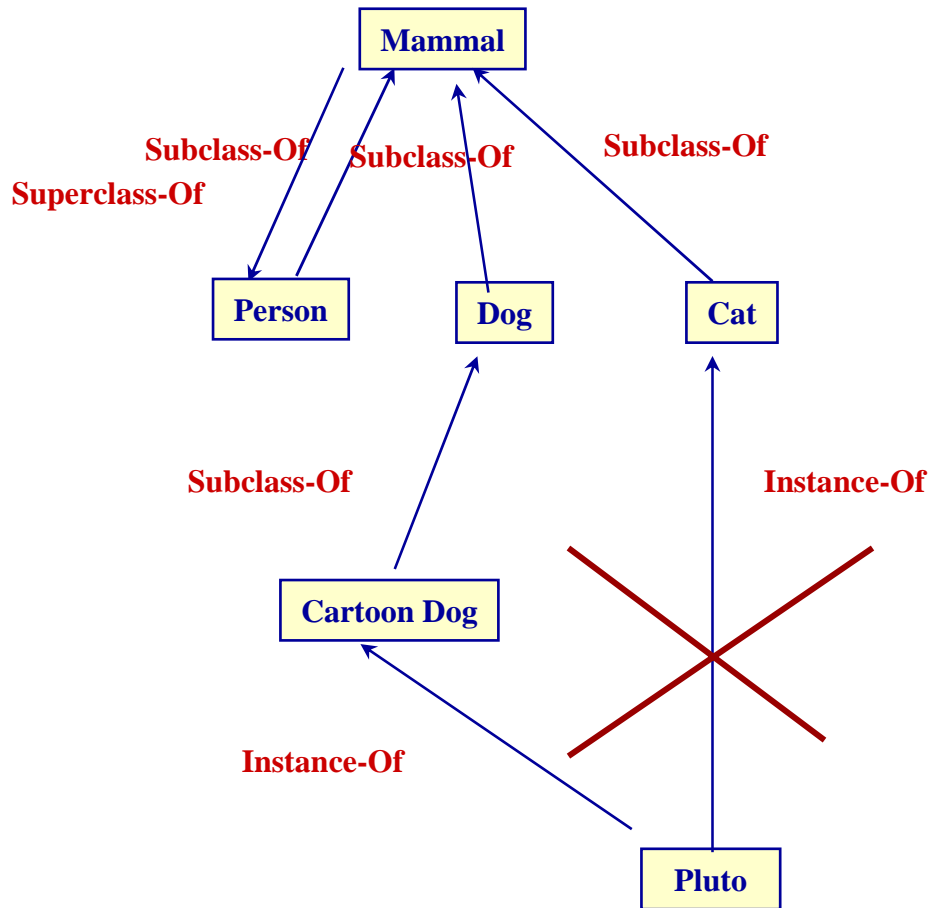 Mammal
Subclass-Of
Subclass-Of
Subclass-Of
Superclass-Of
Person
Dog
Cat
Subclass-Of
Instance-Of
Cartoon Dog
Instance-Of
Pluto